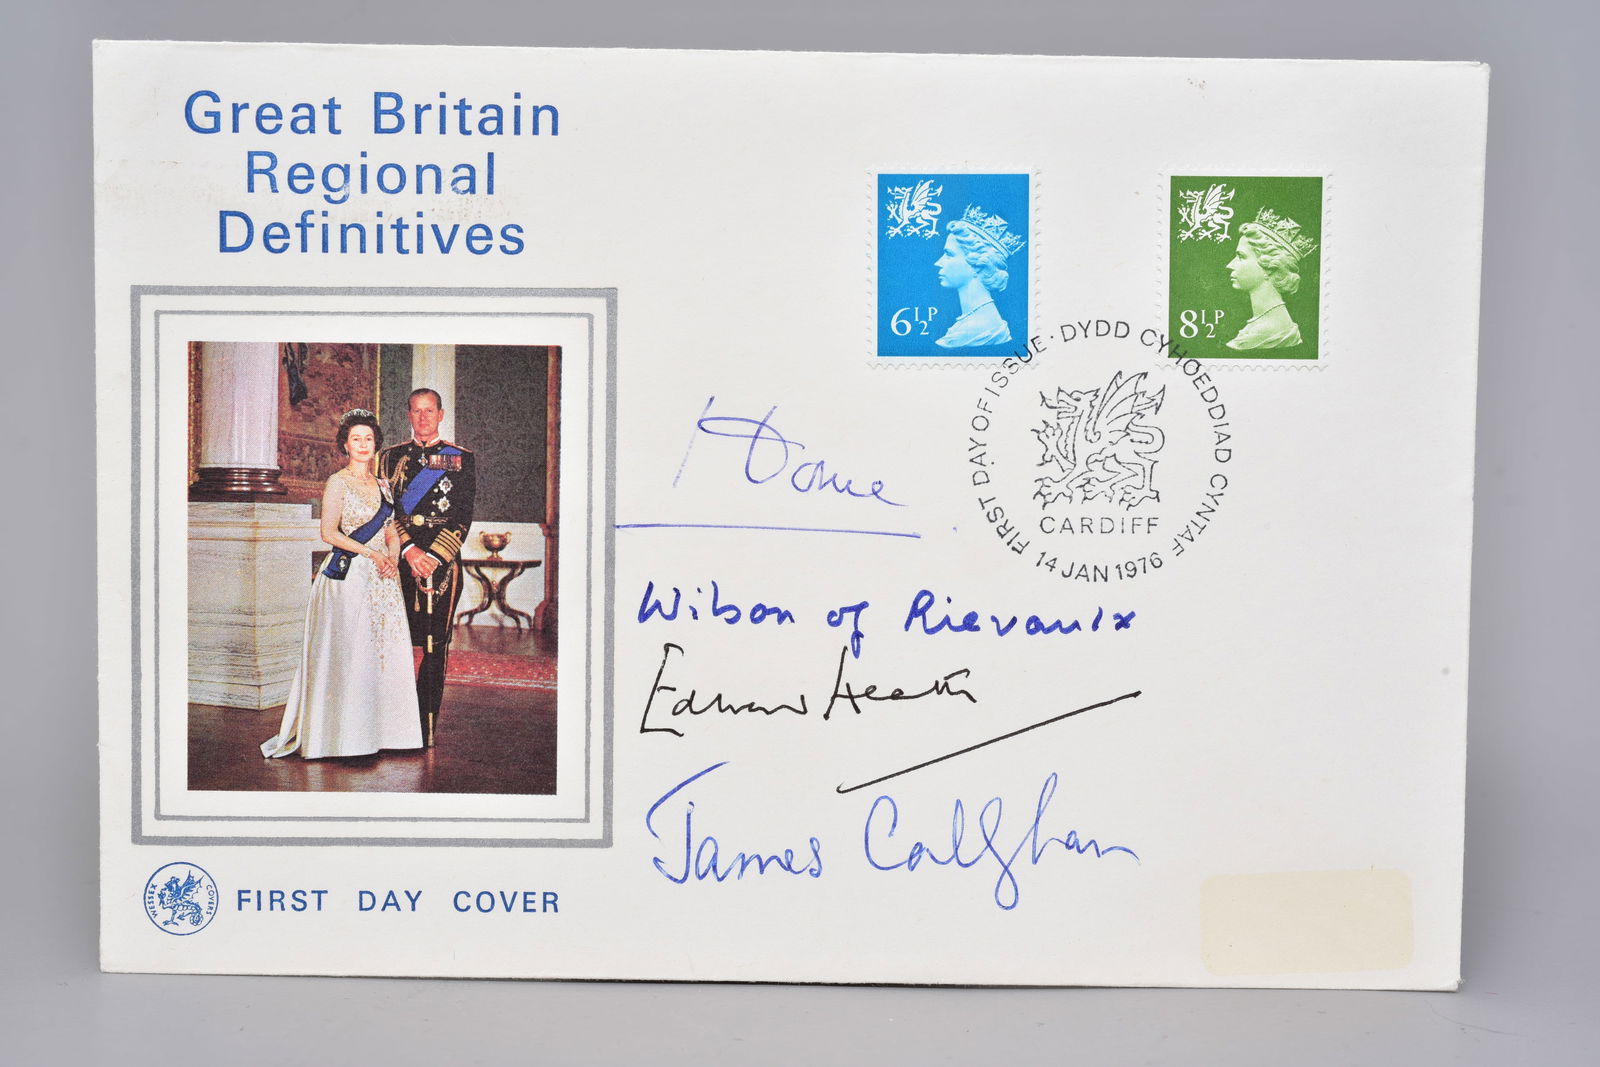 Great Britain
Regional
Definitives
6½P
8½P
FIRST DAY OF ISSUE · DYDD CYHOEDDIAD CYNTAF
CARDIFF
14 JAN 1976
Home
Wilson of Rievaulx
Edward Heath
James Callaghan
WESSEX COVERS
FIRST DAY COVER